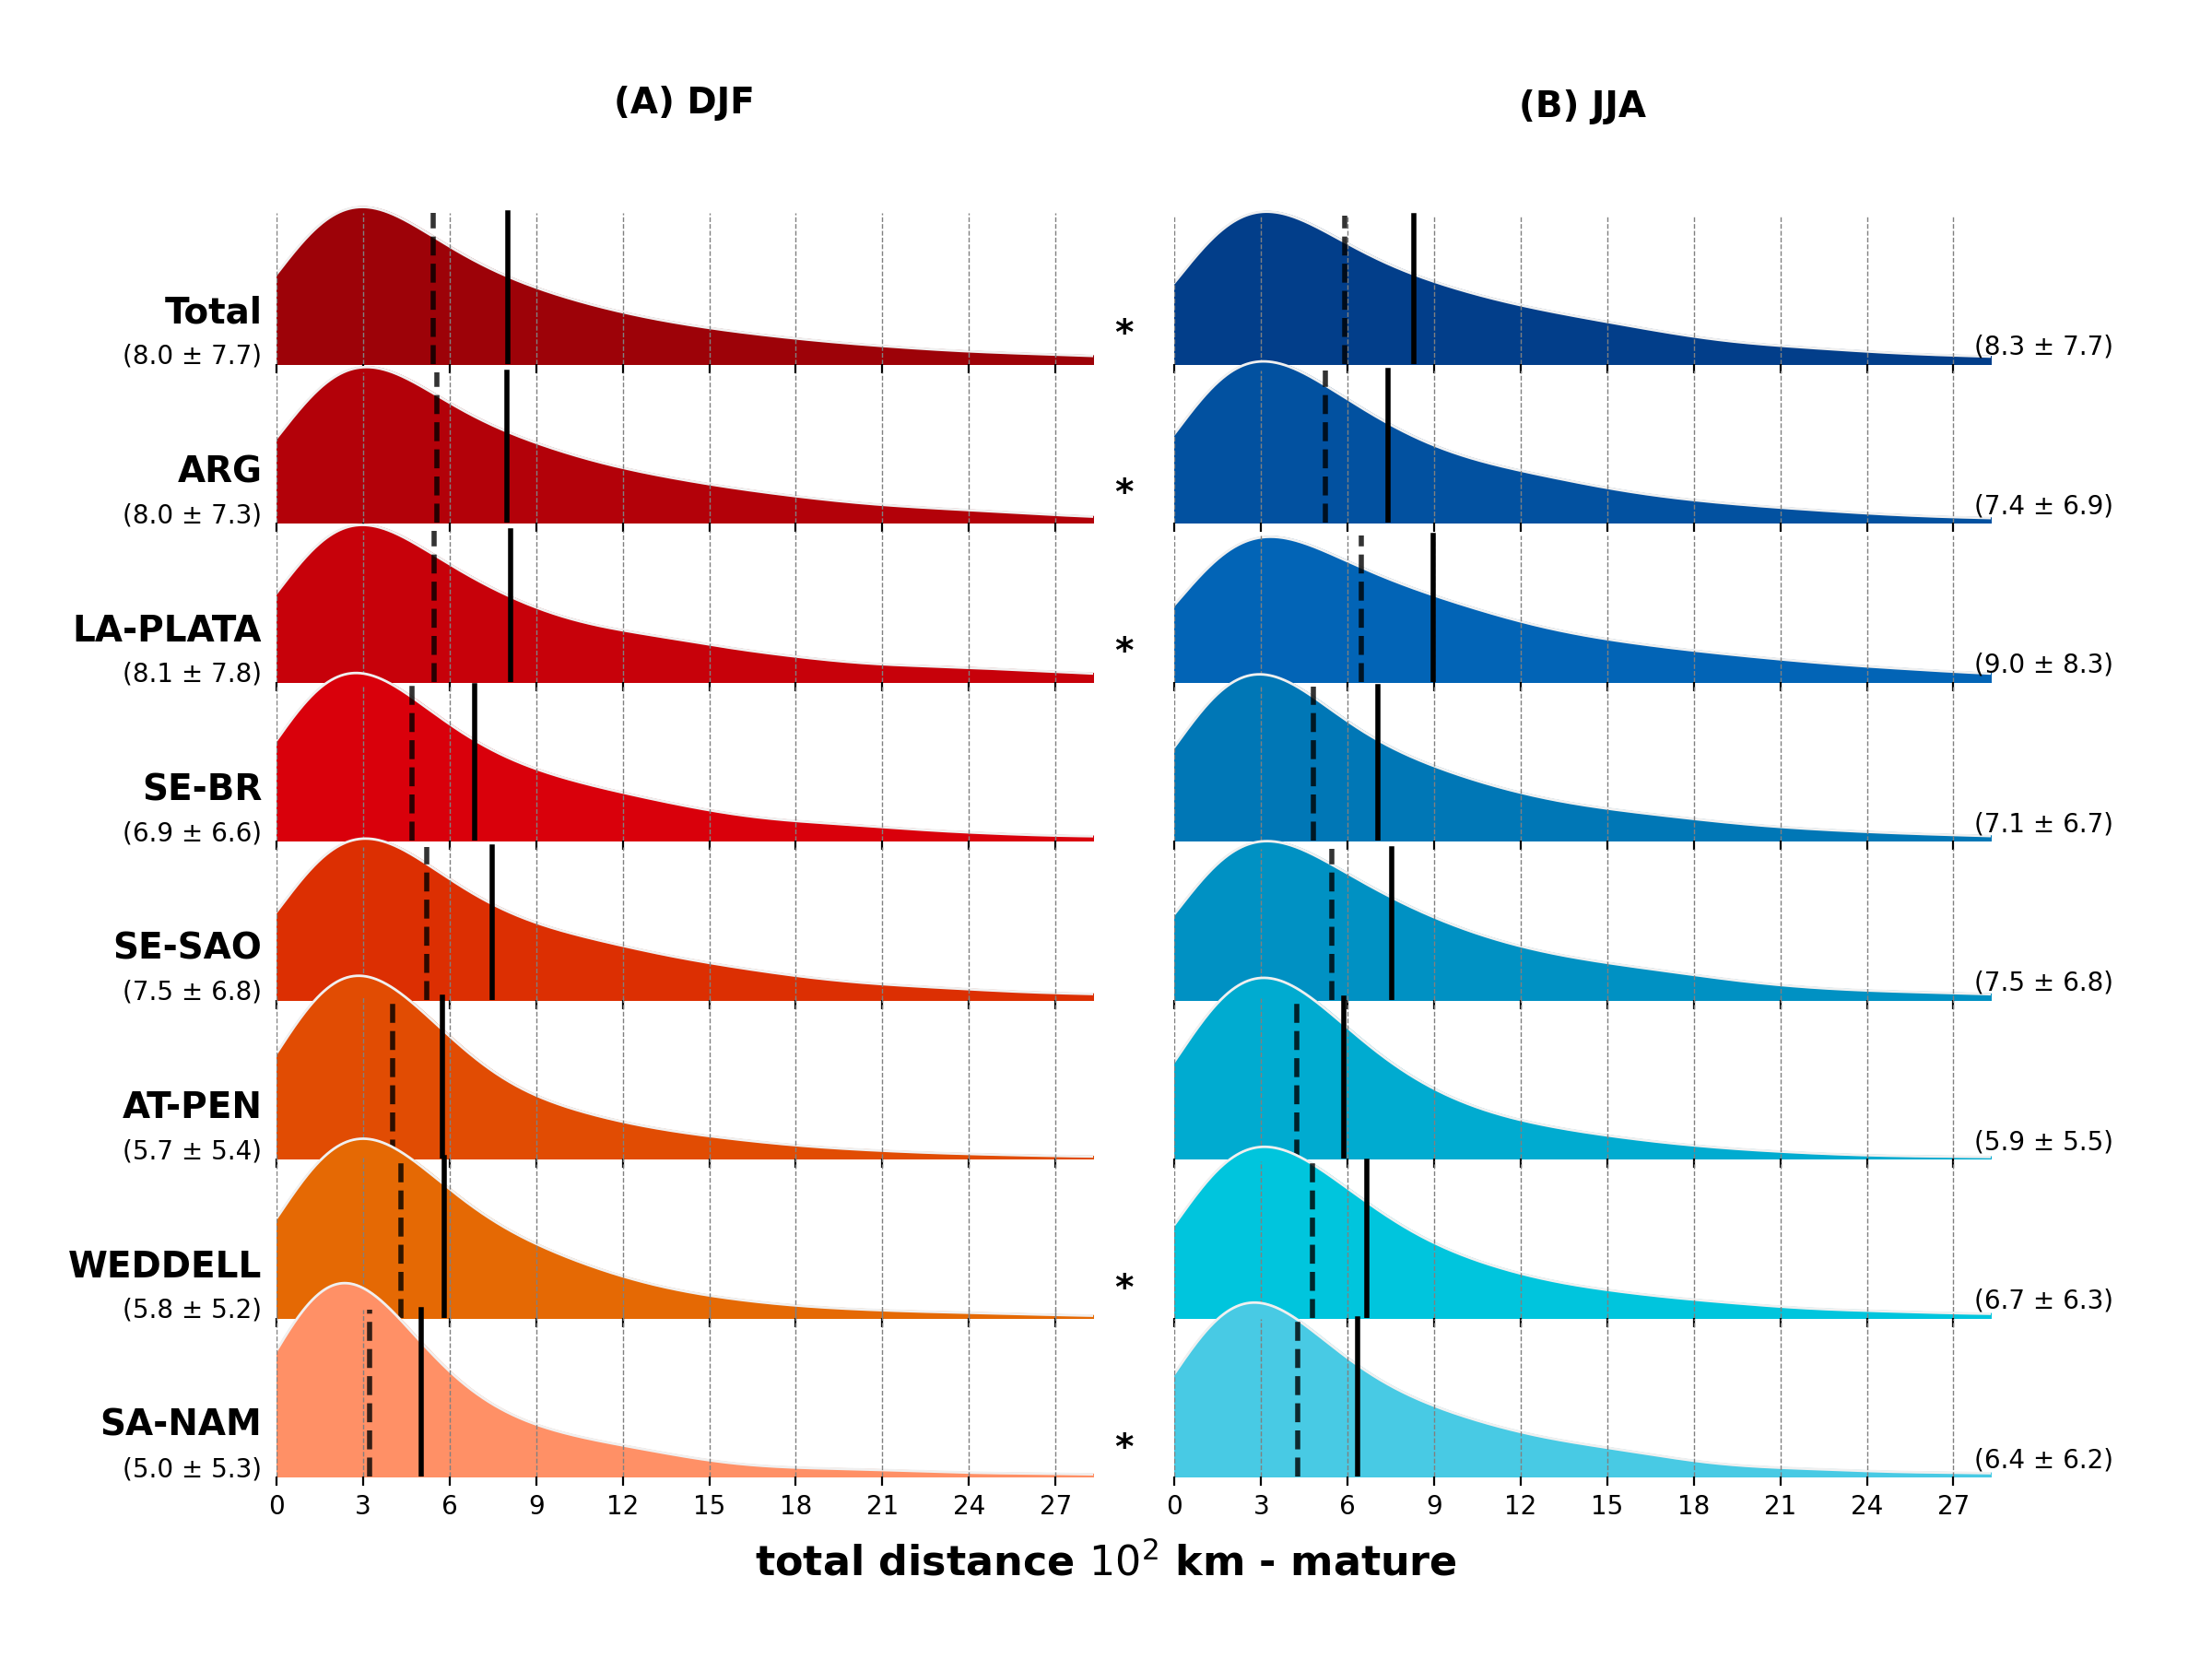 (A) DJF
(B) JJA
Total
(8.0 ± 7.7)
*
(8.3 ± 7.7)
ARG
(8.0 ± 7.3)
*
(7.4 ± 6.9)
LA-PLATA
(8.1 ± 7.8)
*
(9.0 ± 8.3)
SE-BR
(6.9 ± 6.6)
(7.1 ± 6.7)
SE-SAO
(7.5 ± 6.8)
(7.5 ± 6.8)
AT-PEN
(5.7 ± 5.4)
(5.9 ± 5.5)
WEDDELL
(5.8 ± 5.2)
*
(6.7 ± 6.3)
SA-NAM
(5.0 ± 5.3)
*
(6.4 ± 6.2)
0 3 6 9 12 15 18 21 24 27
0 3 6 9 12 15 18 21 24 27
total distance 10² km - mature